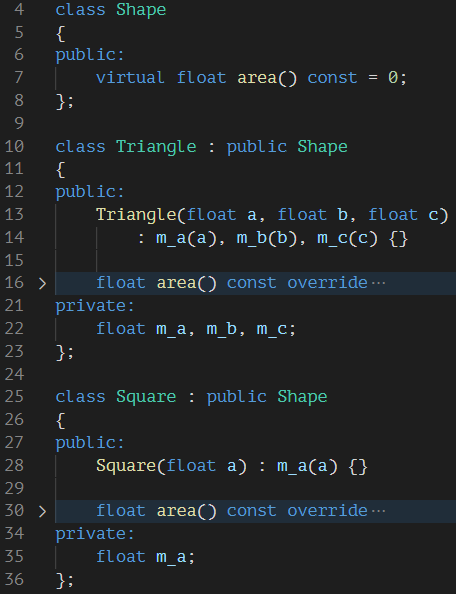 4 class Shape
5 {
6 public:
7     virtual float area() const = 0;
8 };
9
10 class Triangle : public Shape
11 {
12 public:
13     Triangle(float a, float b, float c)
14         : m_a(a), m_b(b), m_c(c) {}
15
16 >     float area() const override⋯
21 private:
22     float m_a, m_b, m_c;
23 };
24
25 class Square : public Shape
26 {
27 public:
28     Square(float a) : m_a(a) {}
29
30 >     float area() const override⋯
34 private:
35     float m_a;
36 };